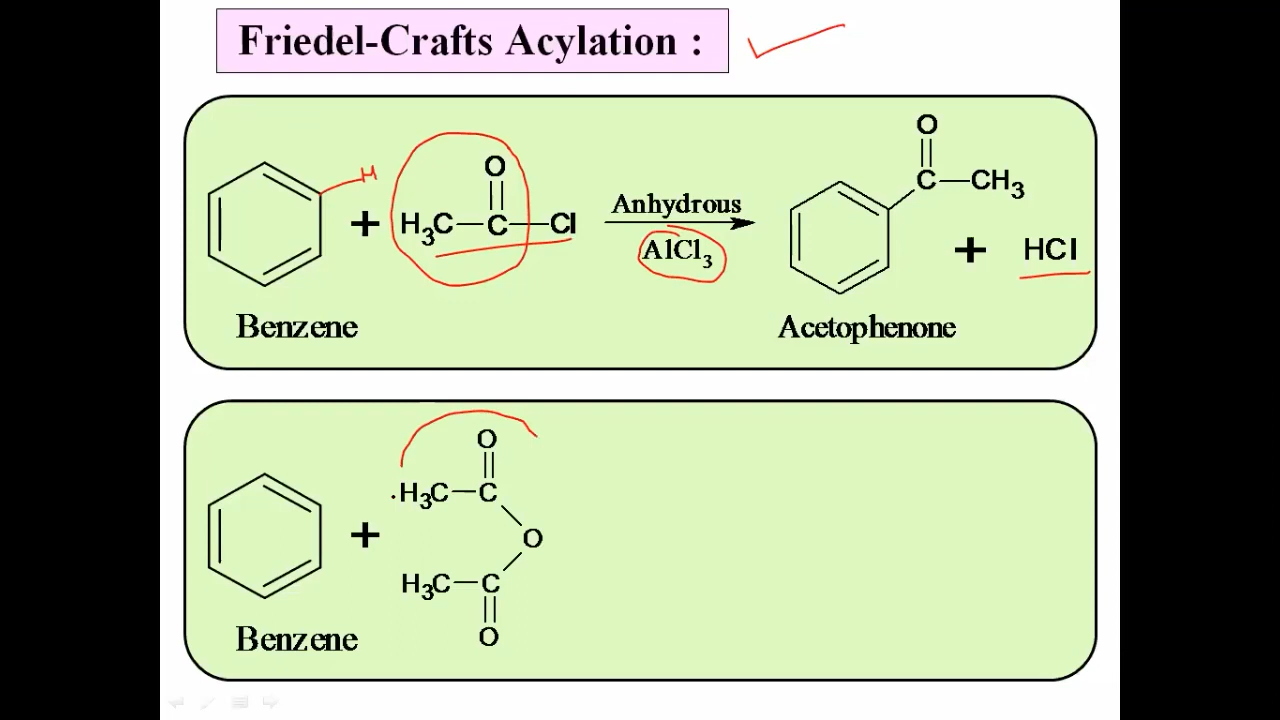 Friedel-Crafts Acylation :
H
O
H₃C—C—Cl
+
Anhydrous
AlCl₃
O
C—CH₃
+
HCl
Benzene
Acetophenone
O
.H₃C—C
+
O
H₃C—C
O
Benzene